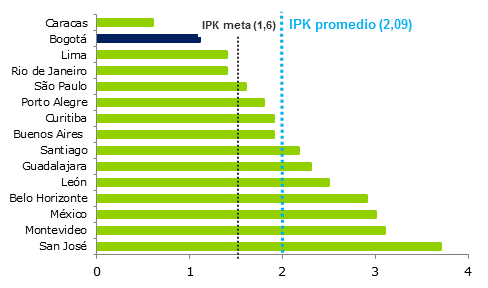 IPK meta (1,6) IPK promedio (2,09)
Caracas
Bogotá
Lima
Rio de Janeiro
São Paulo
Porto Alegre
Curitiba
Buenos Aires
Santiago
Guadalajara
León
Belo Horizonte
México
Montevideo
San José
0 1 2 3 4